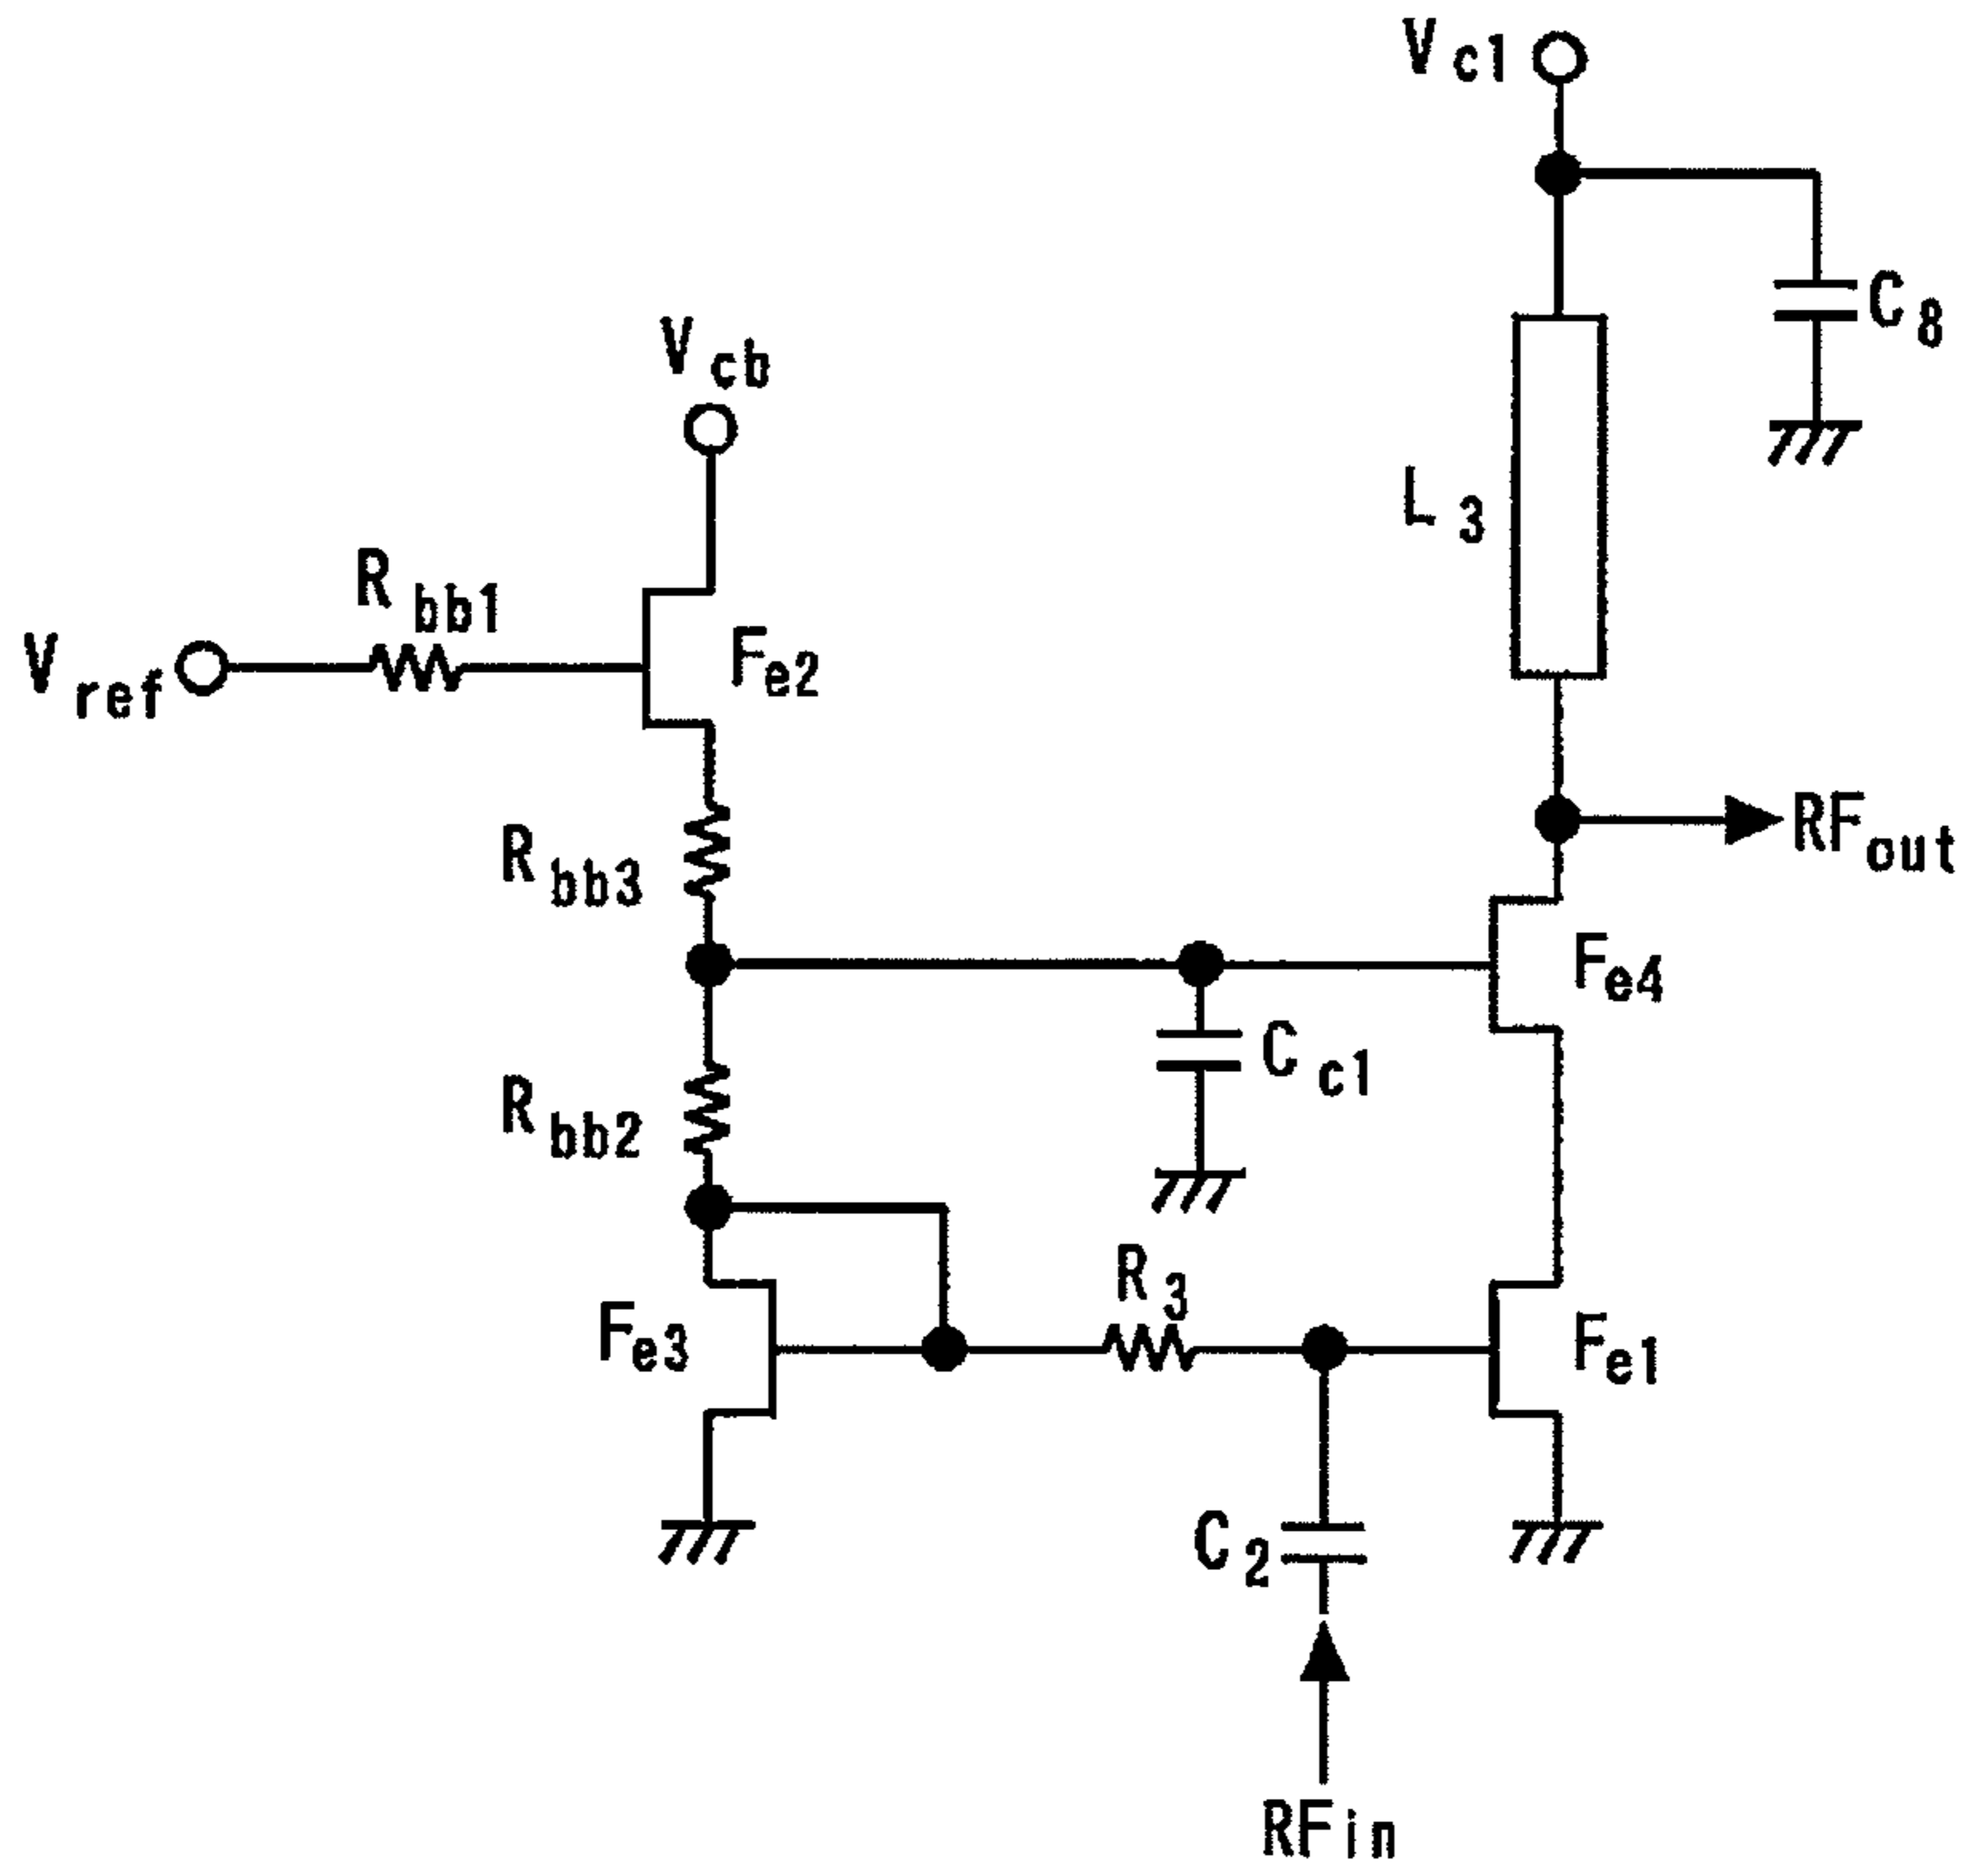 Vc1
C8
Vcb
L3
Rbb1
Vref
Fe2
Rbb3
RFout
Fe4
Cc1
Rbb2
R3
Fe3
Fe1
C2
RFin